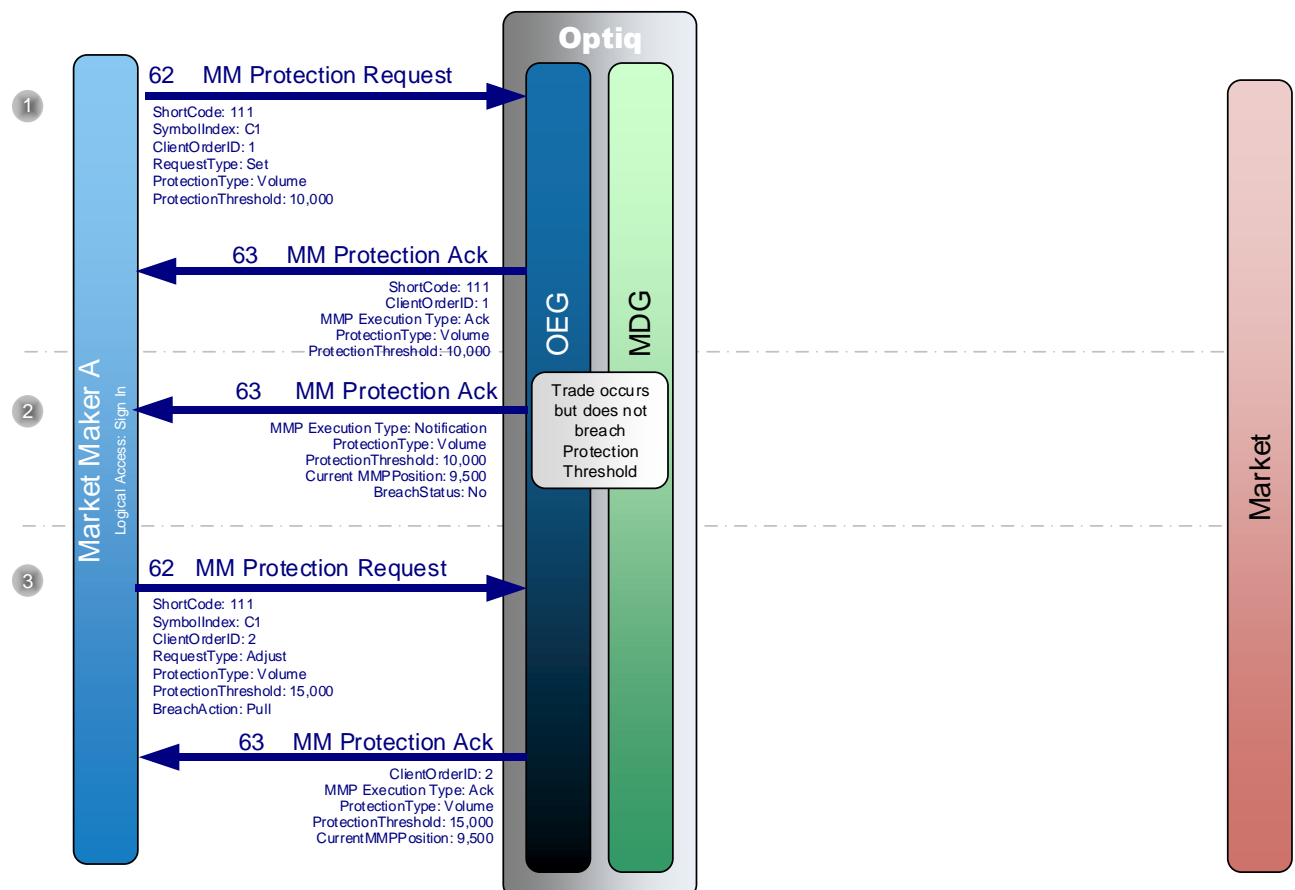 Optiq
1
62 MM Protection Request
ShortCode: 111
SymbolIndex: C1
ClientOrderID: 1
RequestType: Set
ProtectionType: Volume
ProtectionThreshold: 10,000
63 MM Protection Ack
ShortCode: 111
ClientOrderID: 1
MMP Execution Type: Ack
ProtectionType: Volume
ProtectionThreshold: 10,000
OEG
MDG
Market Maker A
Logical Access: Sign In
Market
2
63 MM Protection Ack
MMP Execution Type: Notification
ProtectionType: Volume
ProtectionThreshold: 10,000
Current MMPPosition: 9,500
BreachStatus: No
Trade occurs
but does not
breach
Protection
Threshold
3
62 MM Protection Request
ShortCode: 111
SymbolIndex: C1
ClientOrderID: 2
RequestType: Adjust
ProtectionType: Volume
ProtectionThreshold: 15,000
BreachAction: Pull
63 MM Protection Ack
ClientOrderID: 2
MMP Execution Type: Ack
ProtectionType: Volume
ProtectionThreshold: 15,000
CurrentMMPPosition: 9,500